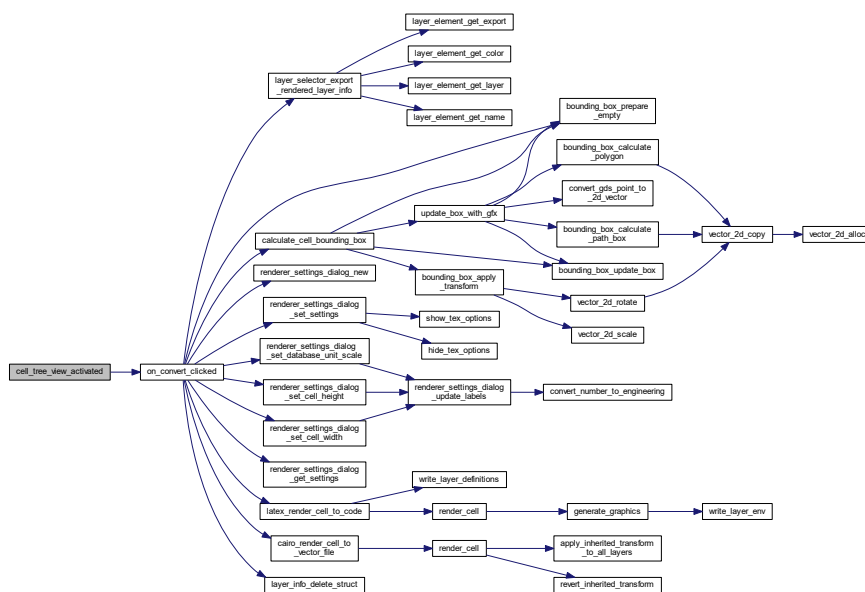 layer_element_get_export
layer_element_get_color
layer_selector_export
_rendered_layer_info
layer_element_get_layer
layer_element_get_name
bounding_box_prepare
_empty
bounding_box_calculate
_polygon
convert_gds_point_to
_2d_vector
update_box_with_gfx
bounding_box_calculate
_path_box
vector_2d_copy
vector_2d_alloc
calculate_cell_bounding_box
bounding_box_update_box
renderer_settings_dialog_new
bounding_box_apply
_transform
vector_2d_rotate
renderer_settings_dialog
_set_settings
show_tex_options
vector_2d_scale
hide_tex_options
renderer_settings_dialog
_set_database_unit_scale
cell_tree_view_activated
on_convert_clicked
renderer_settings_dialog
_set_cell_height
renderer_settings_dialog
_update_labels
convert_number_to_engineering
renderer_settings_dialog
_set_cell_width
renderer_settings_dialog
_get_settings
write_layer_definitions
latex_render_cell_to_code
render_cell
generate_graphics
write_layer_env
cairo_render_cell_to
_vector_file
render_cell
apply_inherited_transform
_to_all_layers
layer_info_delete_struct
revert_inherited_transform